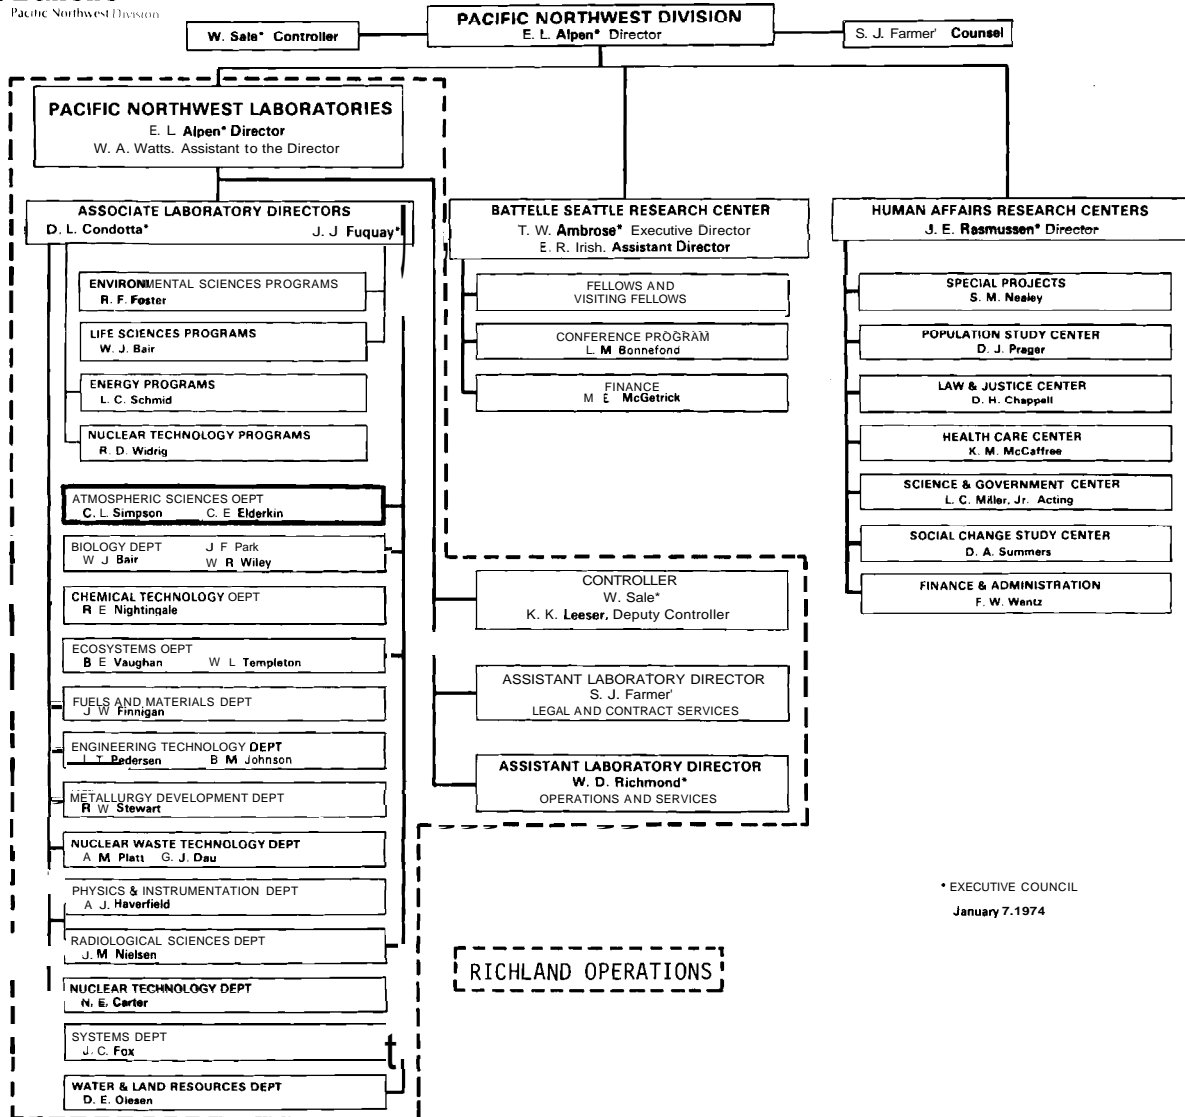 Pacific Northwest Division
PACIFIC NORTHWEST DIVISION
E. L. Alpen* Director
W. Sale* Controller
S. J. Farmer' Counsel
PACIFIC NORTHWEST LABORATORIES
E. L. Alpen* Director
W. A. Watts. Assistant to the Director
ASSOCIATE LABORATORY DIRECTORS
D. L. Condotta* J. J Fuquay*
ENVIRONMENTAL SCIENCES PROGRAMS
R. F. Foster
LIFE SCIENCES PROGRAMS
W. J. Bair
ENERGY PROGRAMS
L. C. Schmid
NUCLEAR TECHNOLOGY PROGRAMS
R. D. Widrig
ATMOSPHERIC SCIENCES OEPT
C. L. Simpson C. E Elderkin
BIOLOGY DEPT J F Park
W J Bair W R Wiley
CHEMICAL TECHNOLOGY OEPT
R E Nightingale
ECOSYSTEMS OEPT
B E Vaughan W L Templeton
FUELS AND MATERIALS DEPT
J W Finnigan
ENGINEERING TECHNOLOGY DEPT
L T Pedersen B M Johnson
METALLURGY DEVELOPMENT DEPT
R W Stewart
NUCLEAR WASTE TECHNOLOGY DEPT
A M Platt G. J. Dau
PHYSICS & INSTRUMENTATION DEPT
A J. Haverfield
RADIOLOGICAL SCIENCES DEPT
J. M Nielsen
NUCLEAR TECHNOLOGY DEPT
N. E. Carter
SYSTEMS DEPT
J. C. Fox
WATER & LAND RESOURCES DEPT
D. E. Olesen
BATTELLE SEATTLE RESEARCH CENTER
T. W. Ambrose* Executive Director
E. R. Irish. Assistant Director
FELLOWS AND
VISITING FELLOWS
CONFERENCE PROGRAM
L. M Bonnefond
FINANCE
M E McGetrick
CONTROLLER
W. Sale*
K. K. Leeser, Deputy Controller
ASSISTANT LABORATORY DIRECTOR
S. J. Farmer'
LEGAL AND CONTRACT SERVICES
ASSISTANT LABORATORY DIRECTOR
W. D. Richmond*
OPERATIONS AND SERVICES
HUMAN AFFAIRS RESEARCH CENTERS
J. E. Rasmussen* Director
SPECIAL PROJECTS
S. M. Nealey
POPULATION STUDY CENTER
D. J. Prager
LAW & JUSTICE CENTER
D. H. Chappell
HEALTH CARE CENTER
K. M. McCaffree
SCIENCE & GOVERNMENT CENTER
L. C. Miller, Jr. Acting
SOCIAL CHANGE STUDY CENTER
D. A. Summers
FINANCE & ADMINISTRATION
F. W. Wentz
* EXECUTIVE COUNCIL
January 7.1974
RICHLAND OPERATIONS